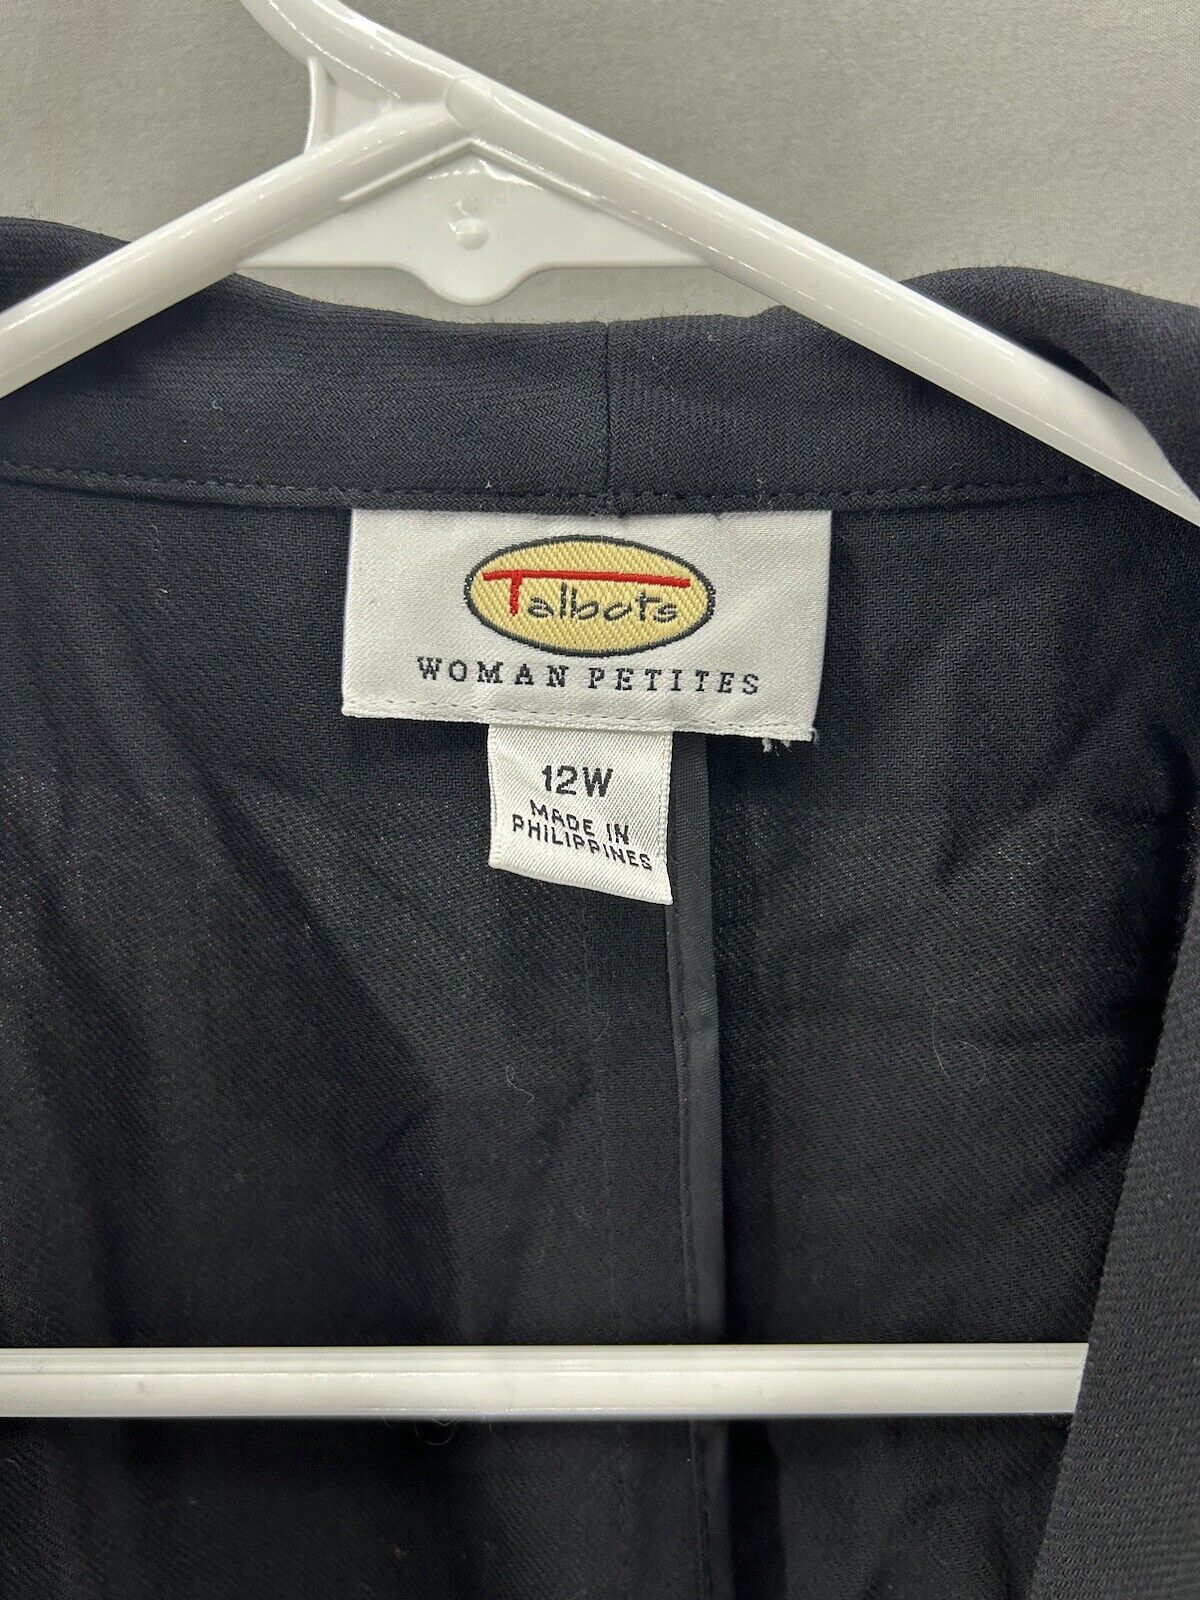 Talbots
WOMAN PETITES
12W
MADE IN
PHILIPPINES